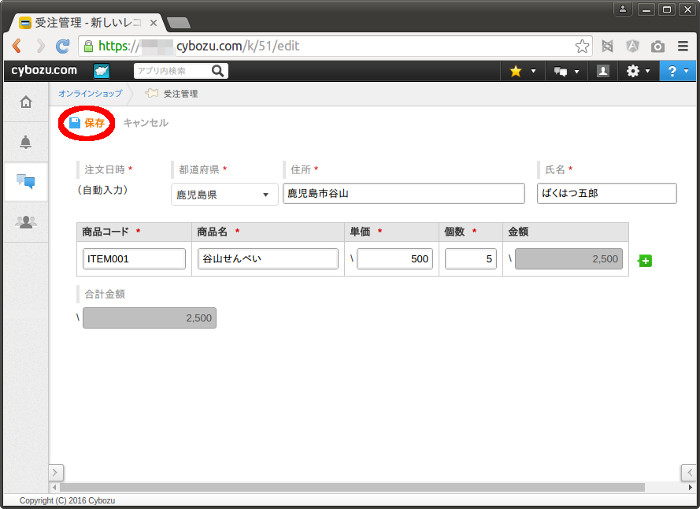 受注管理 - 新しいレコ
https:// .cybozu.com/k/51/edit
cybozu.com アプリ内検索
オンラインショップ 受注管理
保存 キャンセル
注文日時 * 都道府県 * 住所 * 氏名 *
(自動入力) 鹿児島県 鹿児島市谷山 ばくはつ五郎
商品コード * 商品名 * 単価 * 個数 * 金額
ITEM001 谷山せんべい \ 500 5 \ 2,500
合計金額
\ 2,500
Copyright (C) 2016 Cybozu